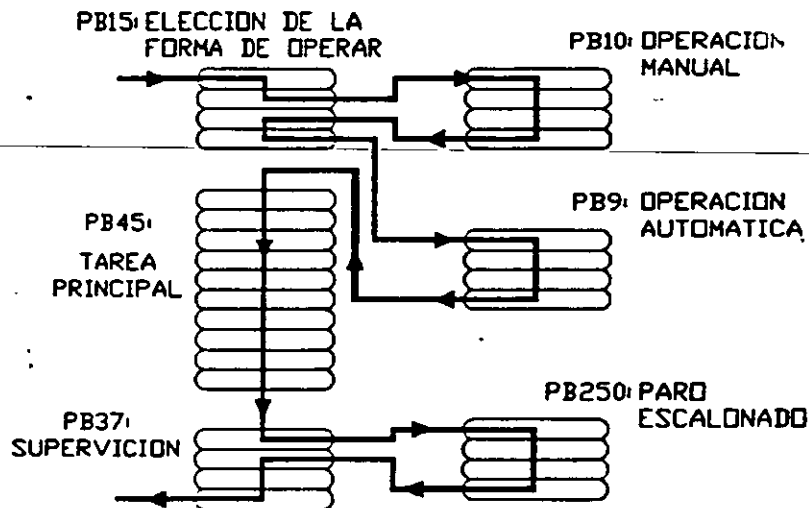 PB15: ELECCION DE LA
FORMA DE OPERAR
PB10: OPERACION
MANUAL
PB45:
TAREA
PRINCIPAL
PB9: OPERACION
AUTOMATICA
PB37:
SUPERVICION
PB250: PARO
ESCALONADO